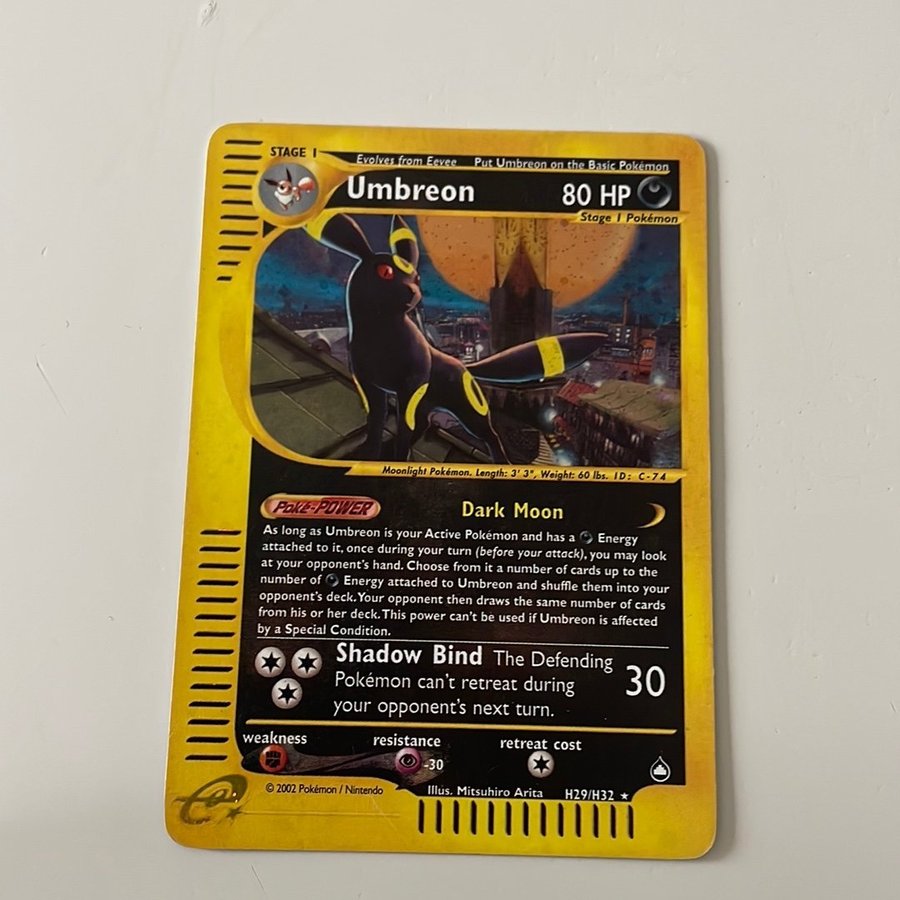 STAGE 1
Evolves from Eevee Put Umbreon on the Basic Pokémon
Umbreon 80 HP
Stage 1 Pokémon
Moonlight Pokémon. Length: 3' 3", Weight: 60 lbs. ID: C-74
Poké-POWER Dark Moon
As long as Umbreon is your Active Pokémon and has a Energy
attached to it, once during your turn (before your attack), you may look
at your opponent's hand. Choose from it a number of cards up to the
number of Energy attached to Umbreon and shuffle them into your
opponent's deck. Your opponent then draws the same number of cards
from his or her deck. This power can't be used if Umbreon is affected
by a Special Condition.
Shadow Bind The Defending 30
Pokémon can't retreat during
your opponent's next turn.
weakness resistance retreat cost
-30
© 2002 Pokémon / Nintendo Illus. Mitsuhiro Arita H29/H32 ★
e